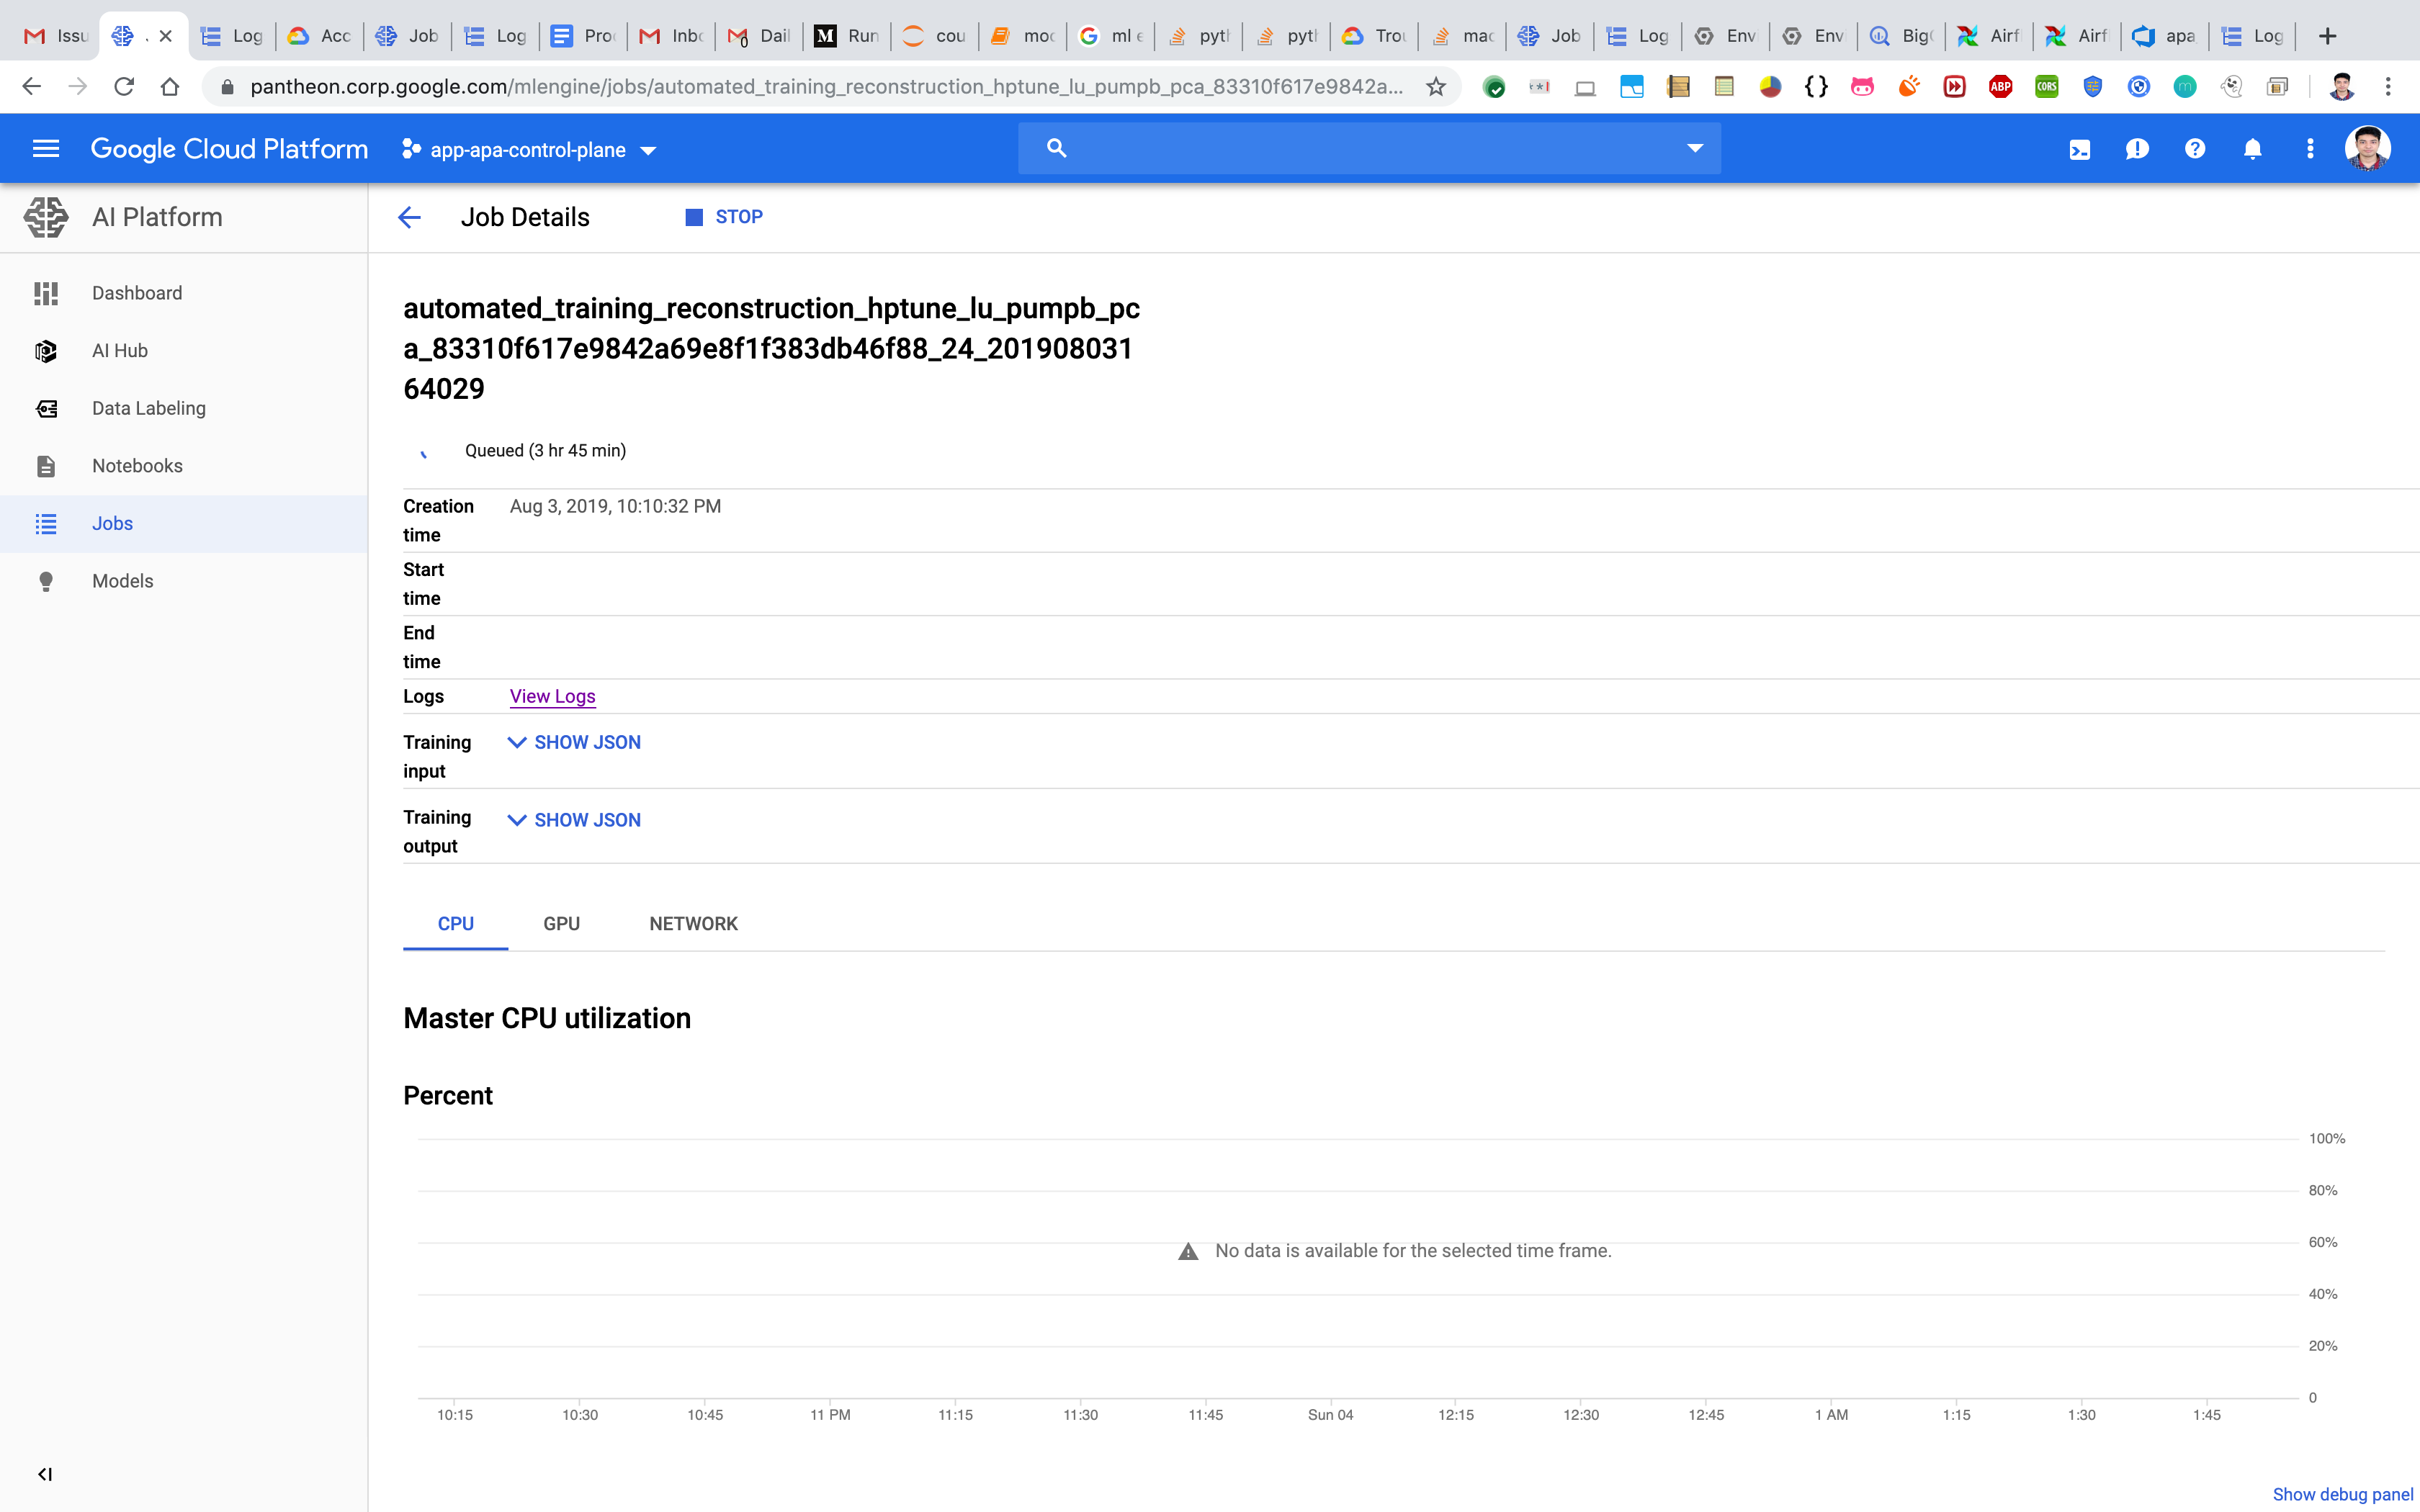 Issu
Log
Acc
Job
Log
Pro
Inbo
Dail
Run
cou
moc
ml e
pyt
pyt
Trou
mac
Job
Log
Env
Env
Big
Airf
Airf
apa
Log
pantheon.corp.google.com/mlengine/jobs/automated_training_reconstruction_hptune_lu_pumpb_pca_83310f617e9842a...
ABP
CORS
Google Cloud Platform
app-apa-control-plane
AI Platform
Job Details
STOP
Dashboard
AI Hub
Data Labeling
Notebooks
Jobs
Models
automated_training_reconstruction_hptune_lu_pumpb_pc
a_83310f617e9842a69e8f1f383db46f88_24_201908031
64029
Queued (3 hr 45 min)
Creation time
Aug 3, 2019, 10:10:32 PM
Start time
End time
Logs
View Logs
Training input
SHOW JSON
Training output
SHOW JSON
CPU
GPU
NETWORK
Master CPU utilization
Percent
100%
80%
60%
40%
20%
0
No data is available for the selected time frame.
10:15
10:30
10:45
11 PM
11:15
11:30
11:45
Sun 04
12:15
12:30
12:45
1 AM
1:15
1:30
1:45
Show debug panel